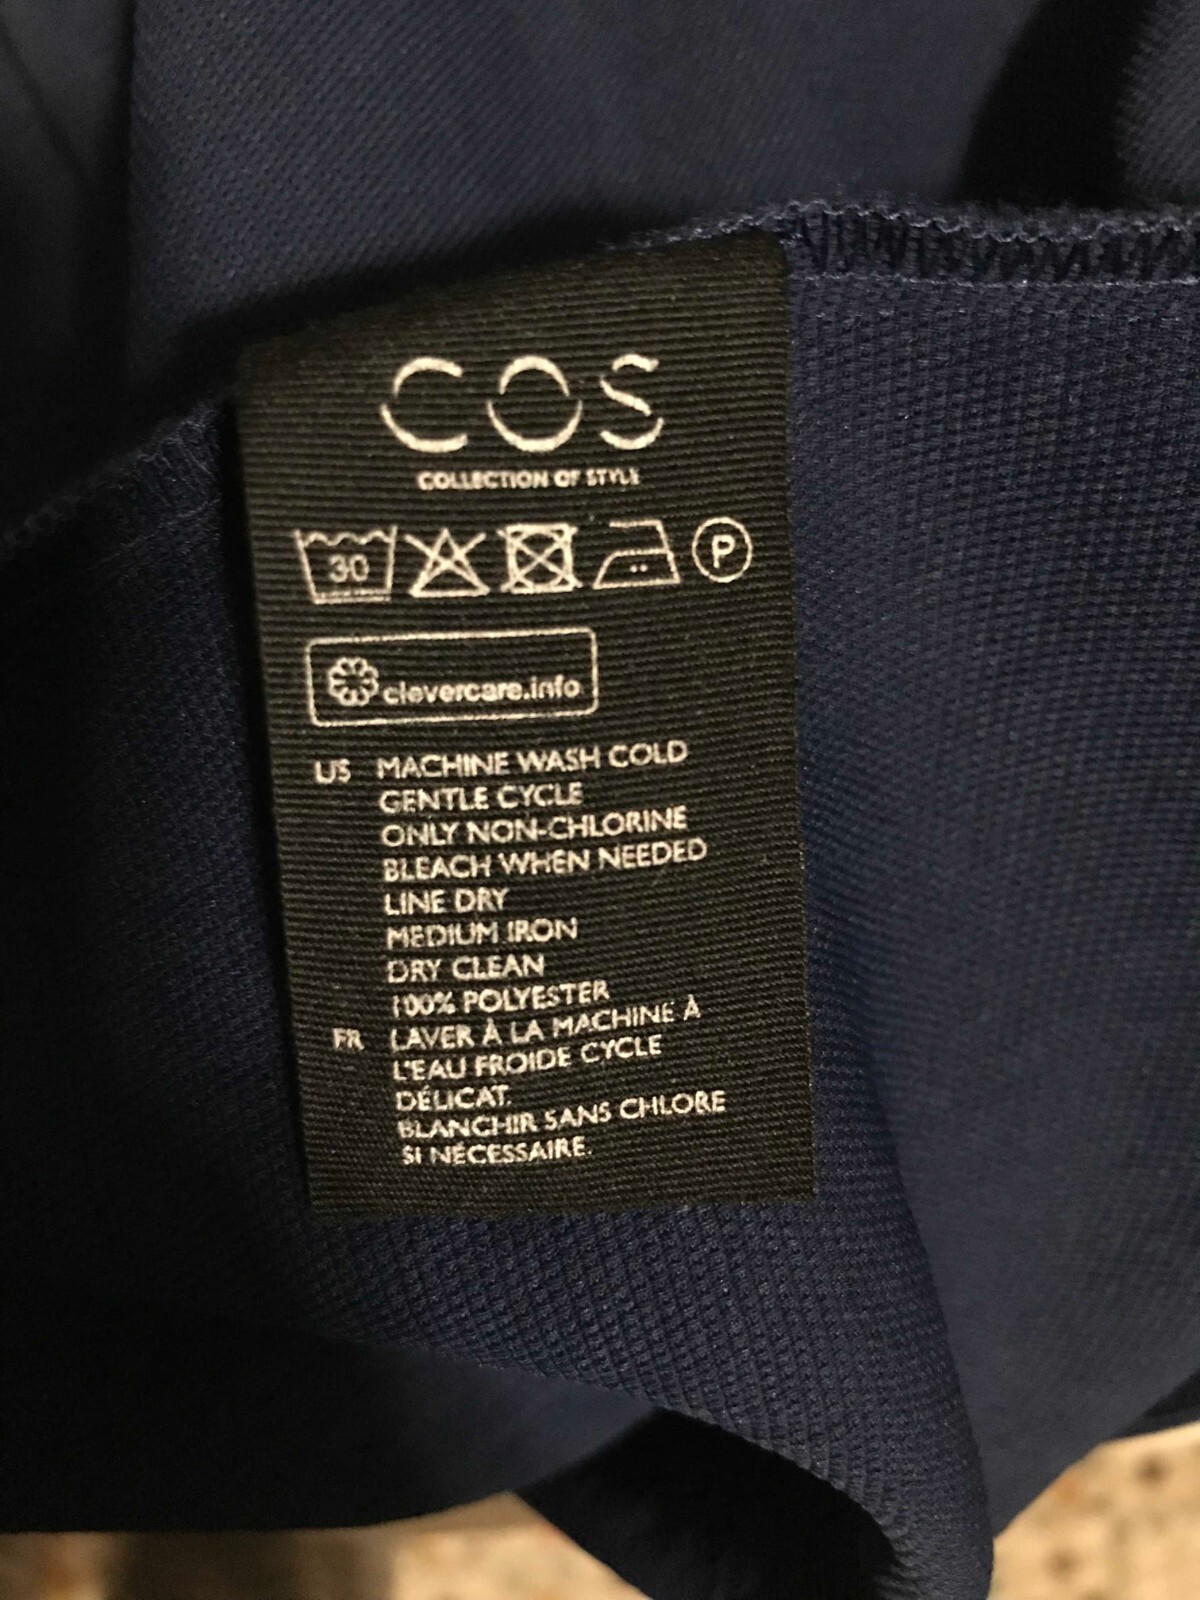 COS
COLLECTION OF STYLE
30 P
clevercare.info
US MACHINE WASH COLD
GENTLE CYCLE
ONLY NON-CHLORINE
BLEACH WHEN NEEDED
LINE DRY
MEDIUM IRON
DRY CLEAN
100% POLYESTER
FR LAVER À LA MACHINE À
L'EAU FROIDE CYCLE
DÉLICAT.
BLANCHIR SANS CHLORE
SI NÉCESSAIRE.